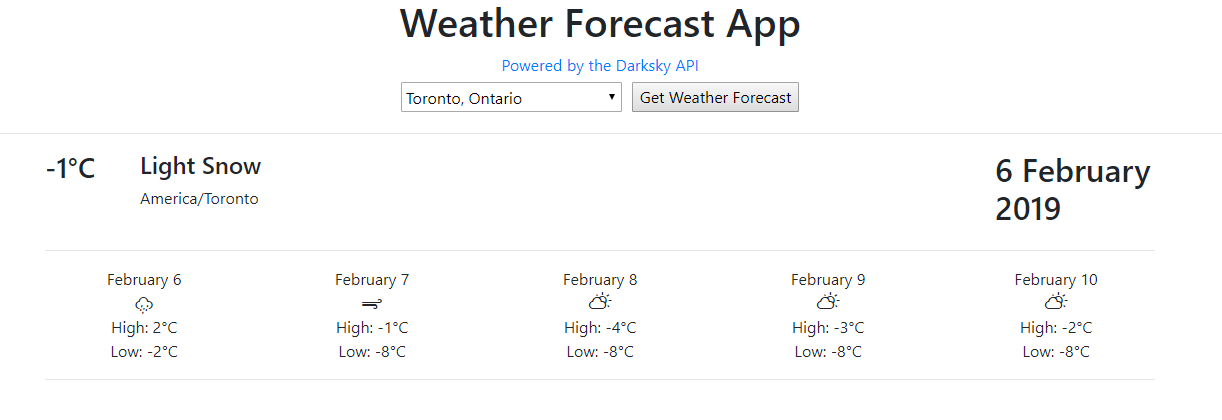 Weather Forecast App
Powered by the Darksky API
Toronto, Ontario
Get Weather Forecast
-1°C
Light Snow
America/Toronto
6 February
2019
February 6
High: 2°C
Low: -2°C
February 7
High: -1°C
Low: -8°C
February 8
High: -4°C
Low: -8°C
February 9
High: -3°C
Low: -8°C
February 10
High: -2°C
Low: -8°C